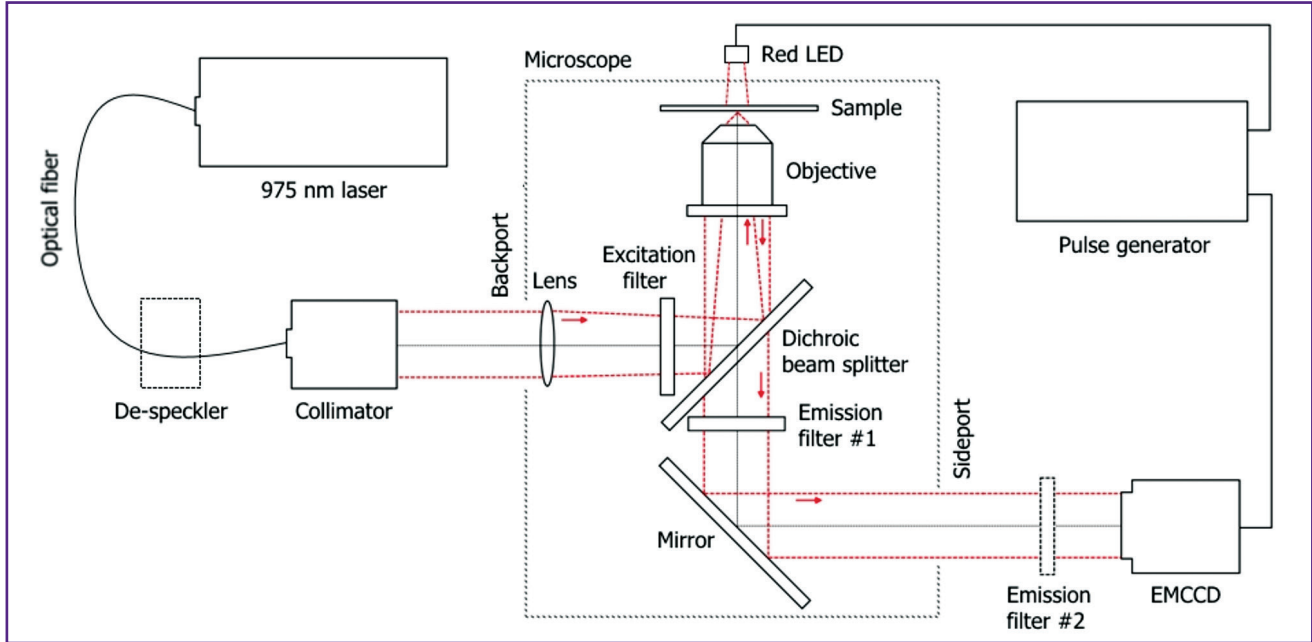 Microscope
Red LED
Sample
Objective
Pulse generator
975 nm laser
Optical fiber
Backport
Excitation
filter
Lens
Dichroic
beam splitter
De-speckler
Collimator
Emission
filter #1
Sideport
Mirror
Emission
filter #2
EMCCD